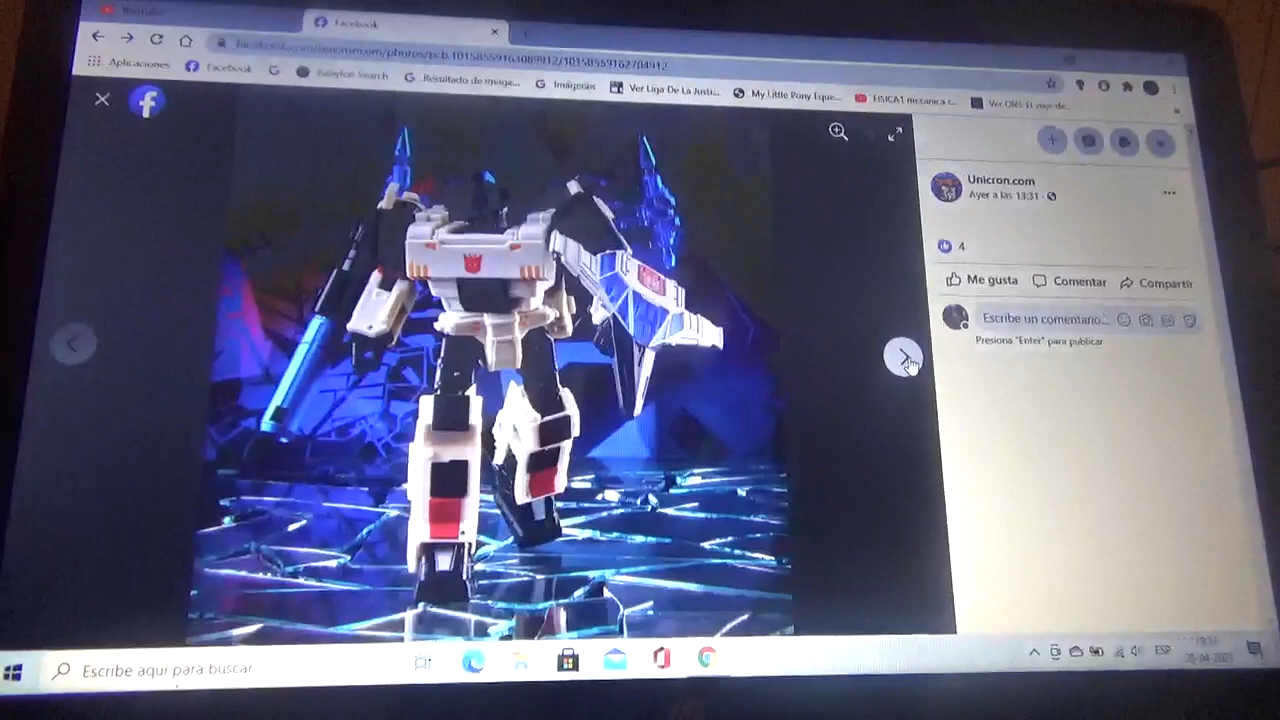 YouTube
Facebook
Aplicaciones
Facebook
Babylon Search
Resultado de image...
Imágenes
Ver Liga De La Justi...
My Little Pony Eque...
FISICA1 mecanica c...
Unicron.com
Ayer a las 13:31
4
Me gusta
Comentar
Compartir
Escribe un comentario...
Presiona "Enter" para publicar
Escribe aquí para buscar
ESP